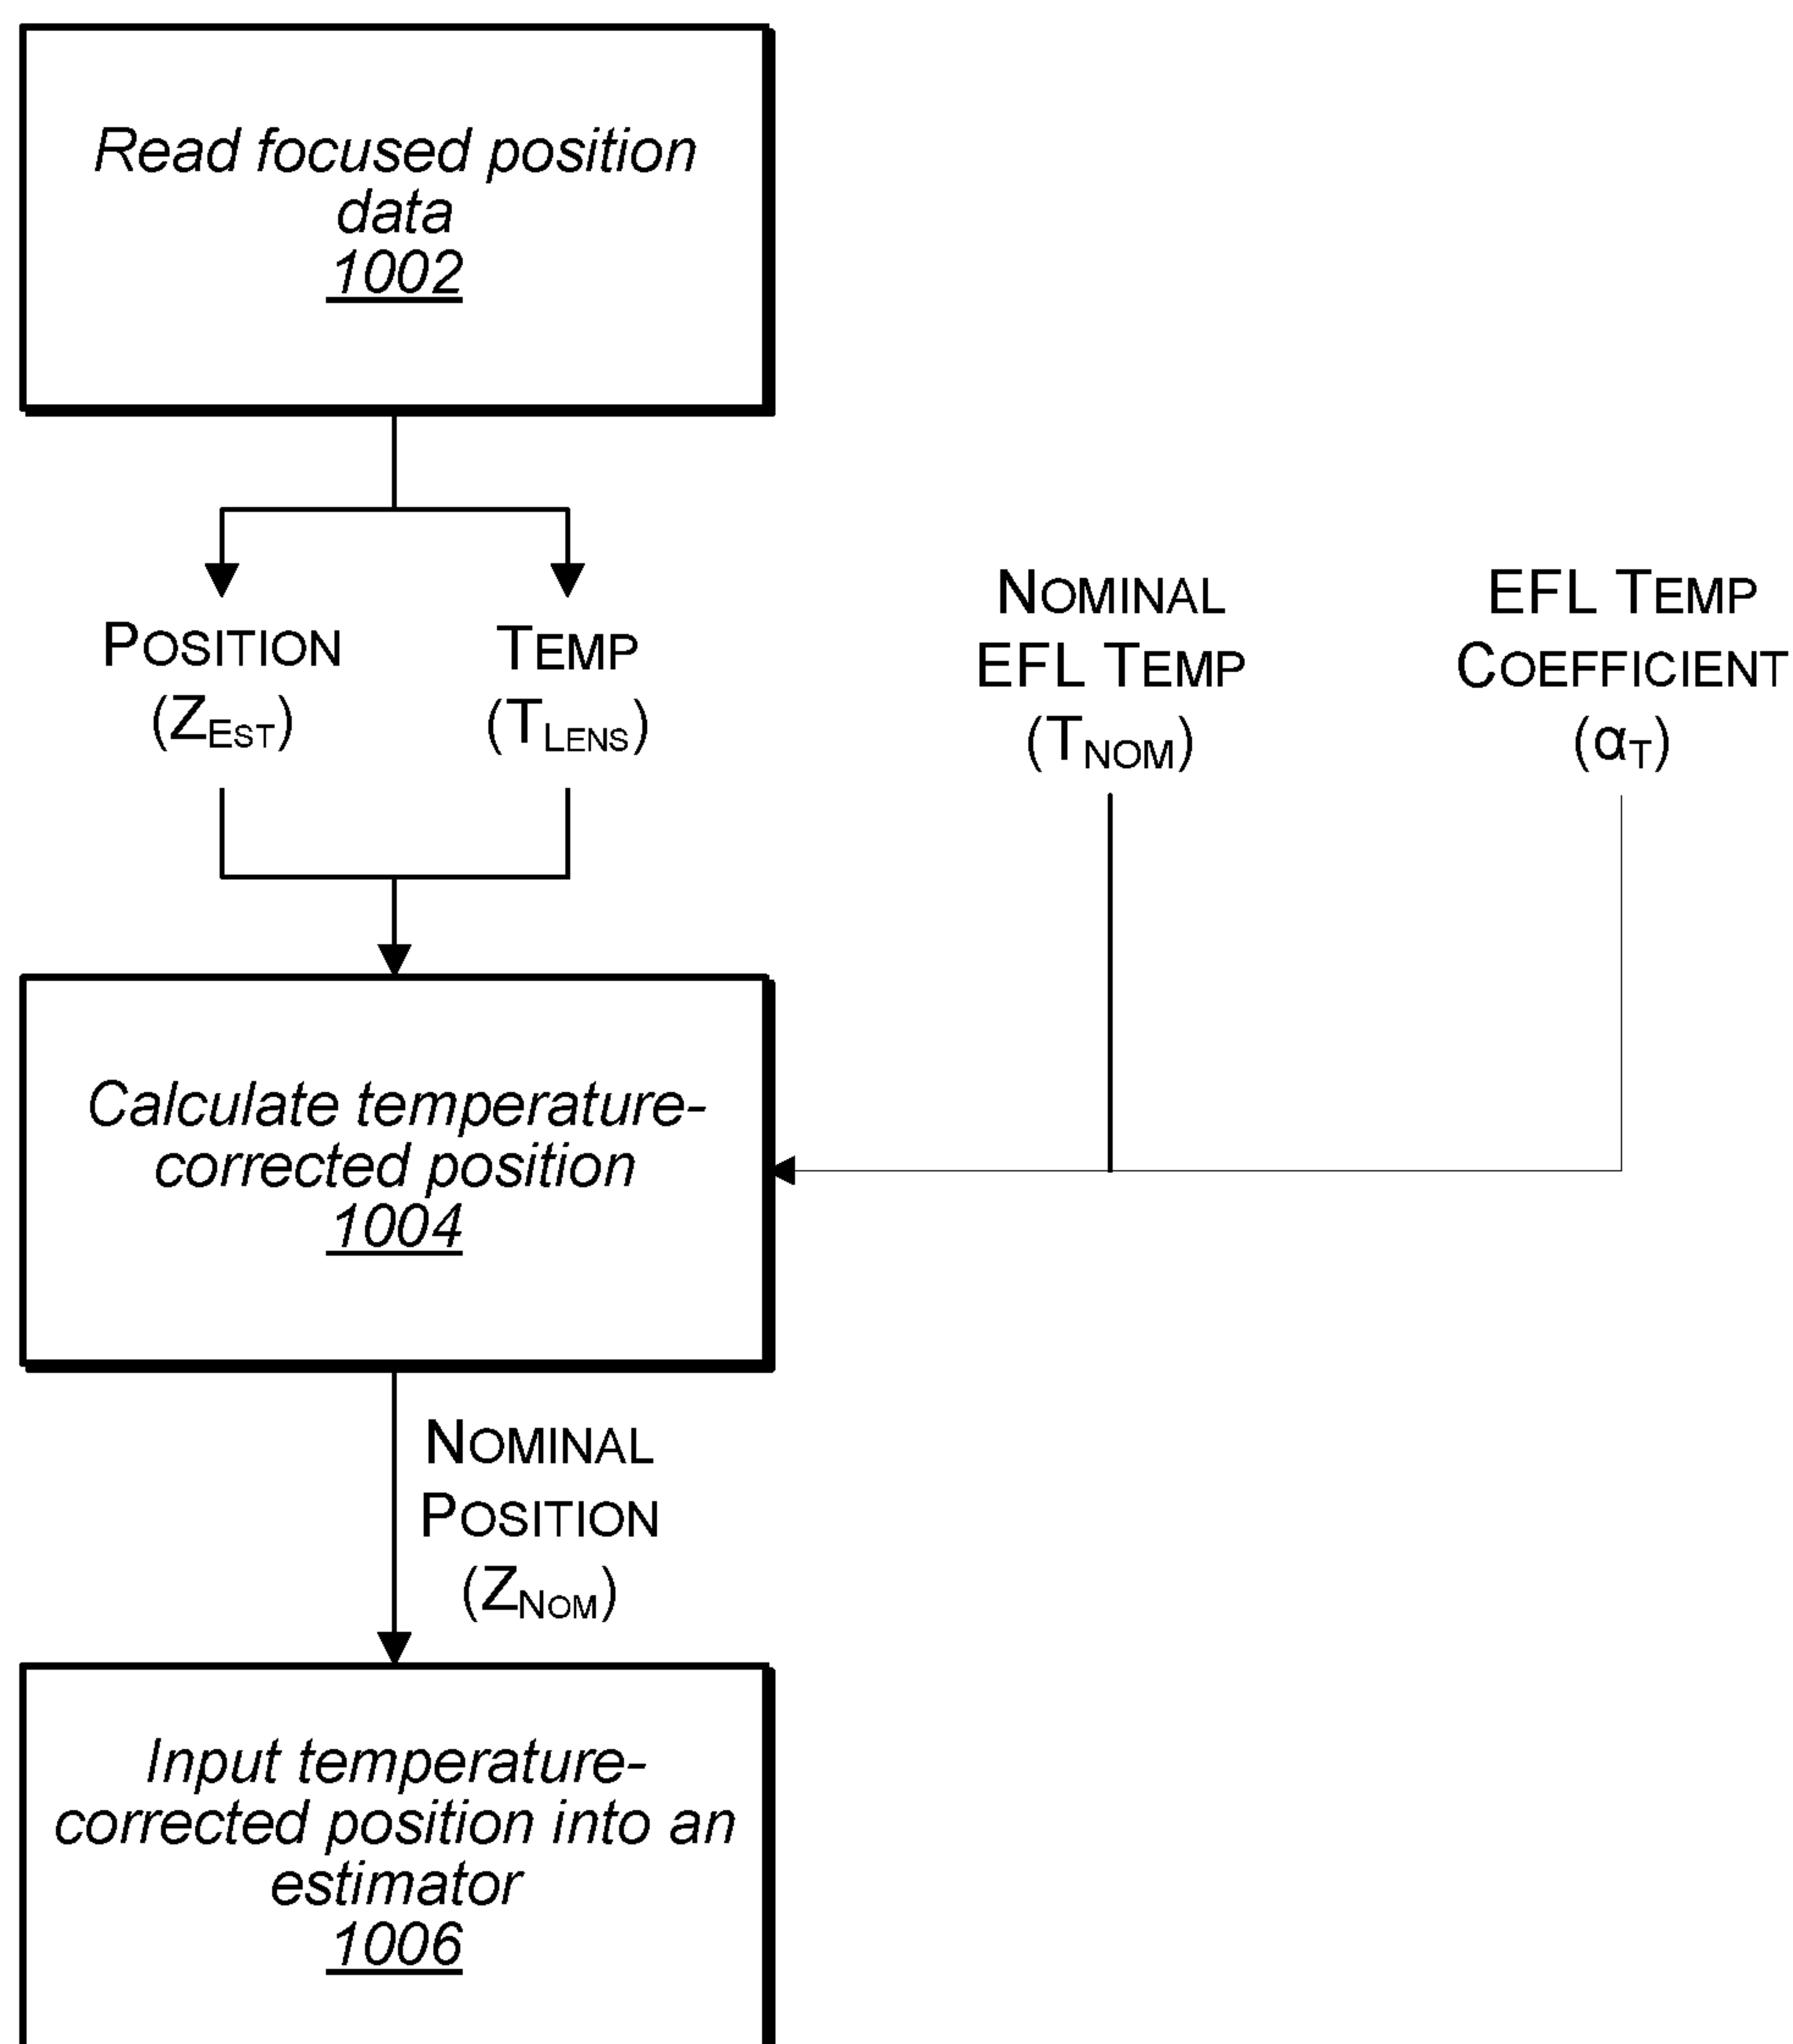 Read focused position
data
1002
POSITION
(ZEST)
TEMP
(TLENS)
NOMINAL
EFL TEMP
(TNOM)
EFL TEMP
COEFFICIENT
(αT)
Calculate temperature-
corrected position
1004
NOMINAL
POSITION
(ZNOM)
Input temperature-
corrected position into an
estimator
1006